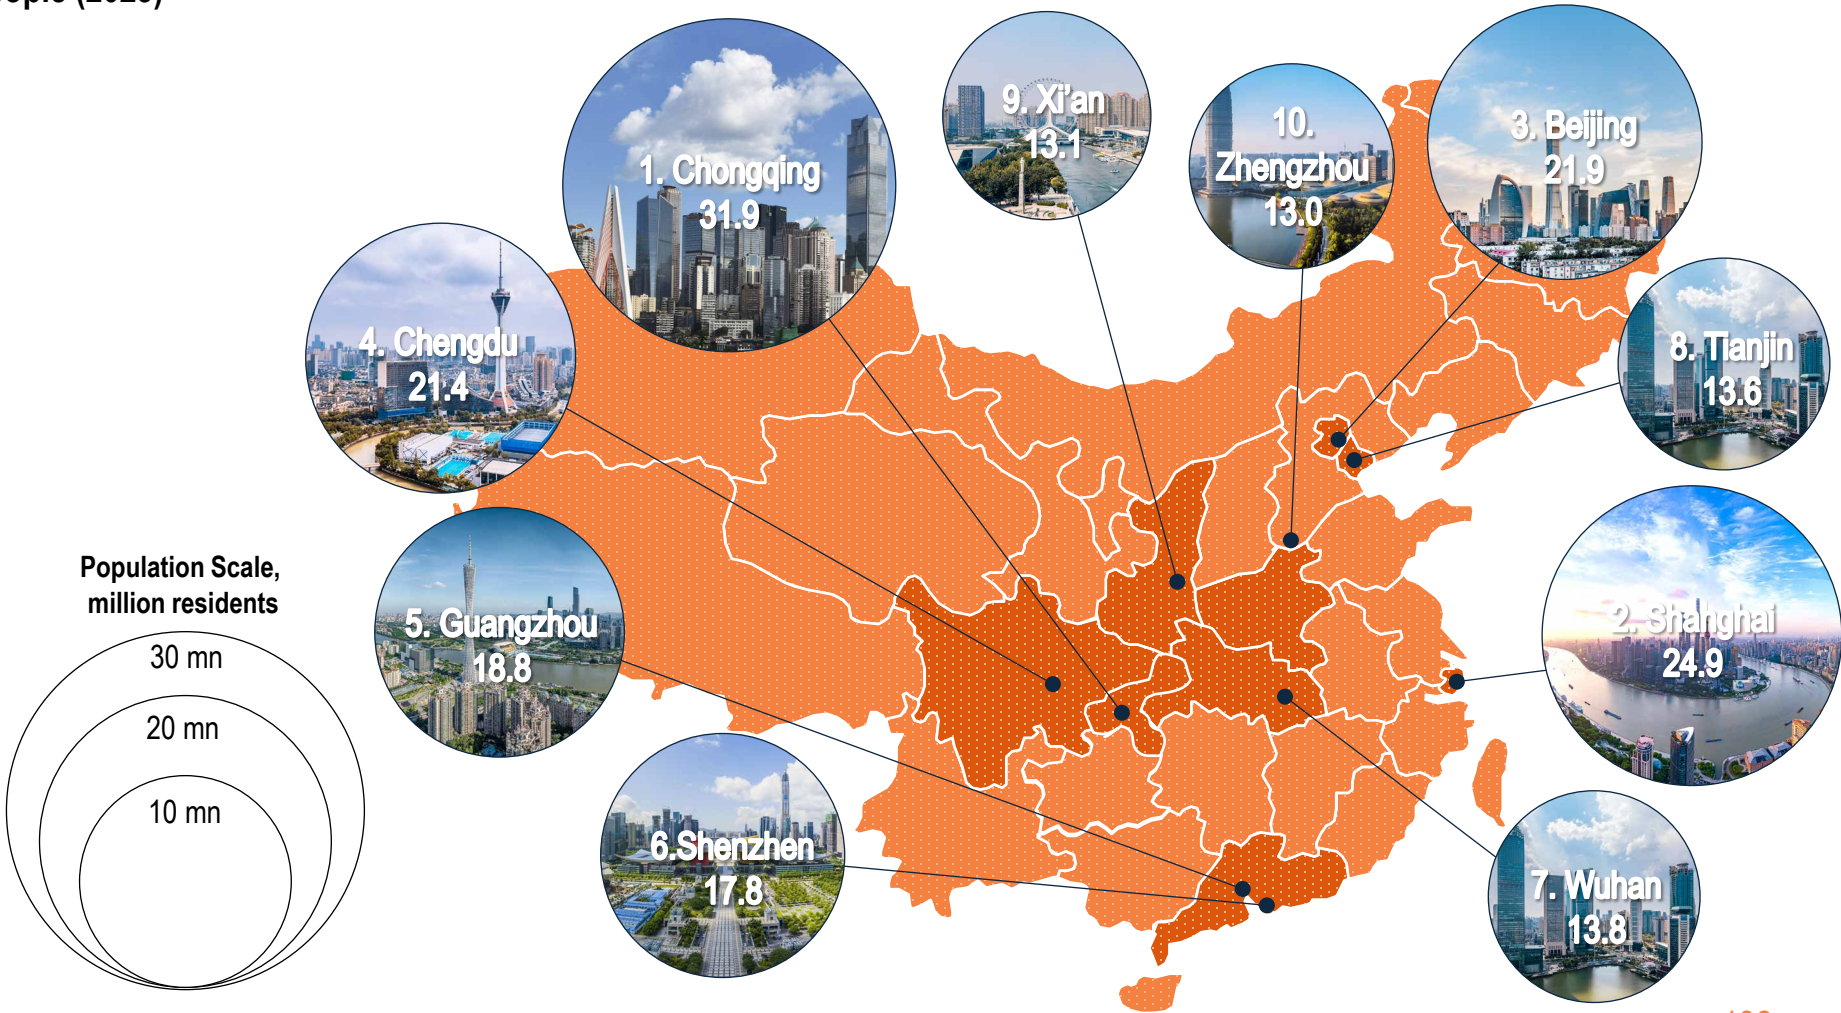 1. Chongqing
31.9
9. Xi'an
13.1
10.
Zhengzhou
13.0
3. Beijing
21.9
4. Chengdu
21.4
8. Tianjin
13.6
Population Scale,
million residents
30 mn
20 mn
10 mn
5. Guangzhou
18.8
2. Shanghai
24.9
6.Shenzhen
17.8
7. Wuhan
13.8